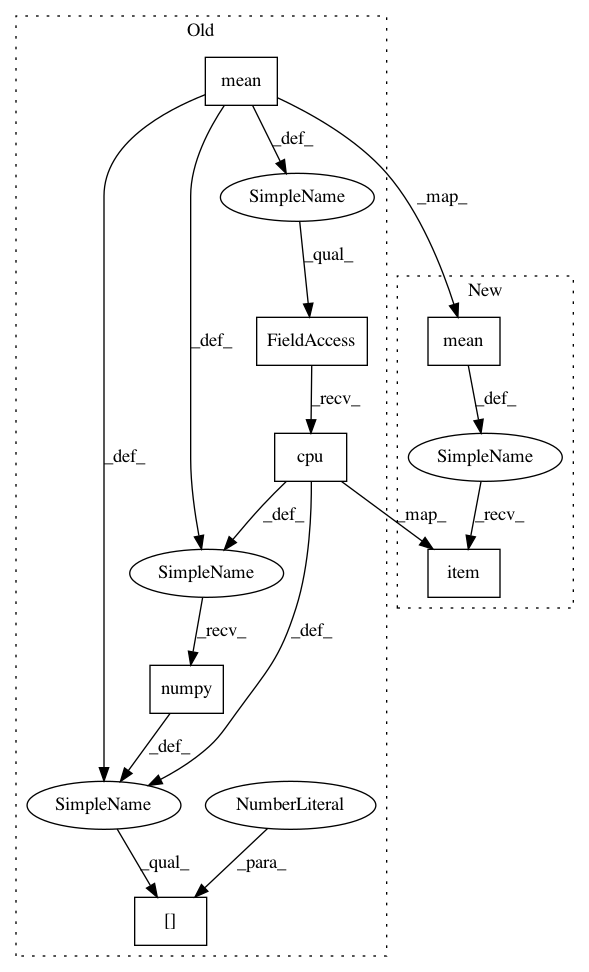 Old
mean
_def_
SimpleName
_map_
_qual_
New
_def_
FieldAccess
mean
_def_
_recv_
_def_
cpu
SimpleName
_def_
_map_
_recv_
SimpleName
item
_recv_
_def_
numpy
_def_
SimpleName
NumberLiteral
_qual_
_para_
[]